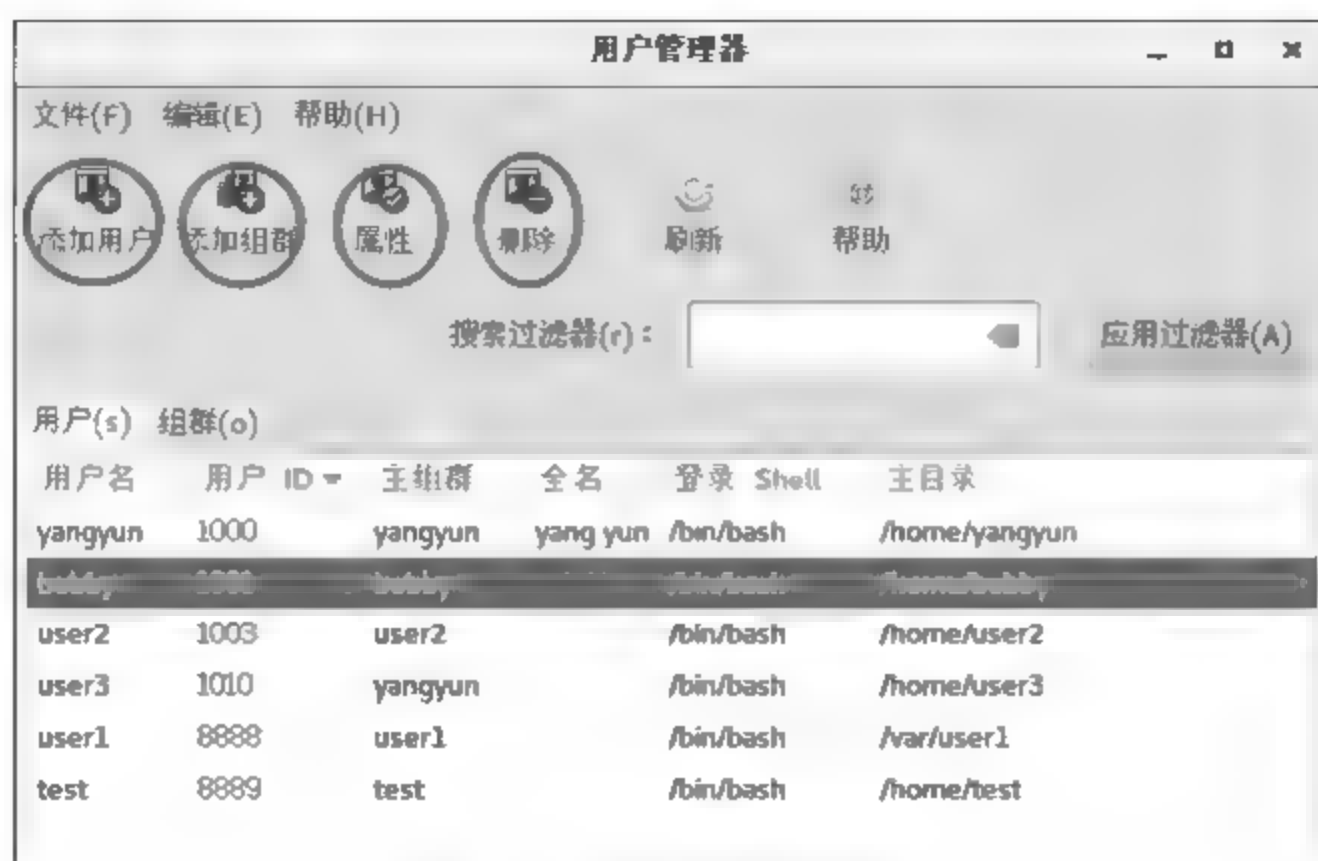 用户管理器
文件(F) 编辑(E) 帮助(H)
添加用户 添加组群 属性 删除 刷新 帮助
搜索过滤器(r): 应用过滤器(A)
用户(s) 组群(o)
用户名 用户 ID 主组群 全名 登录 Shell 主目录
yangyun 1000 yangyun yang yun /bin/bash /home/yangyun
user2 1003 user2 /bin/bash /home/user2
user3 1010 yangyun /bin/bash /home/user3
user1 8888 user1 /bin/bash /var/user1
test 8889 test /bin/bash /home/test